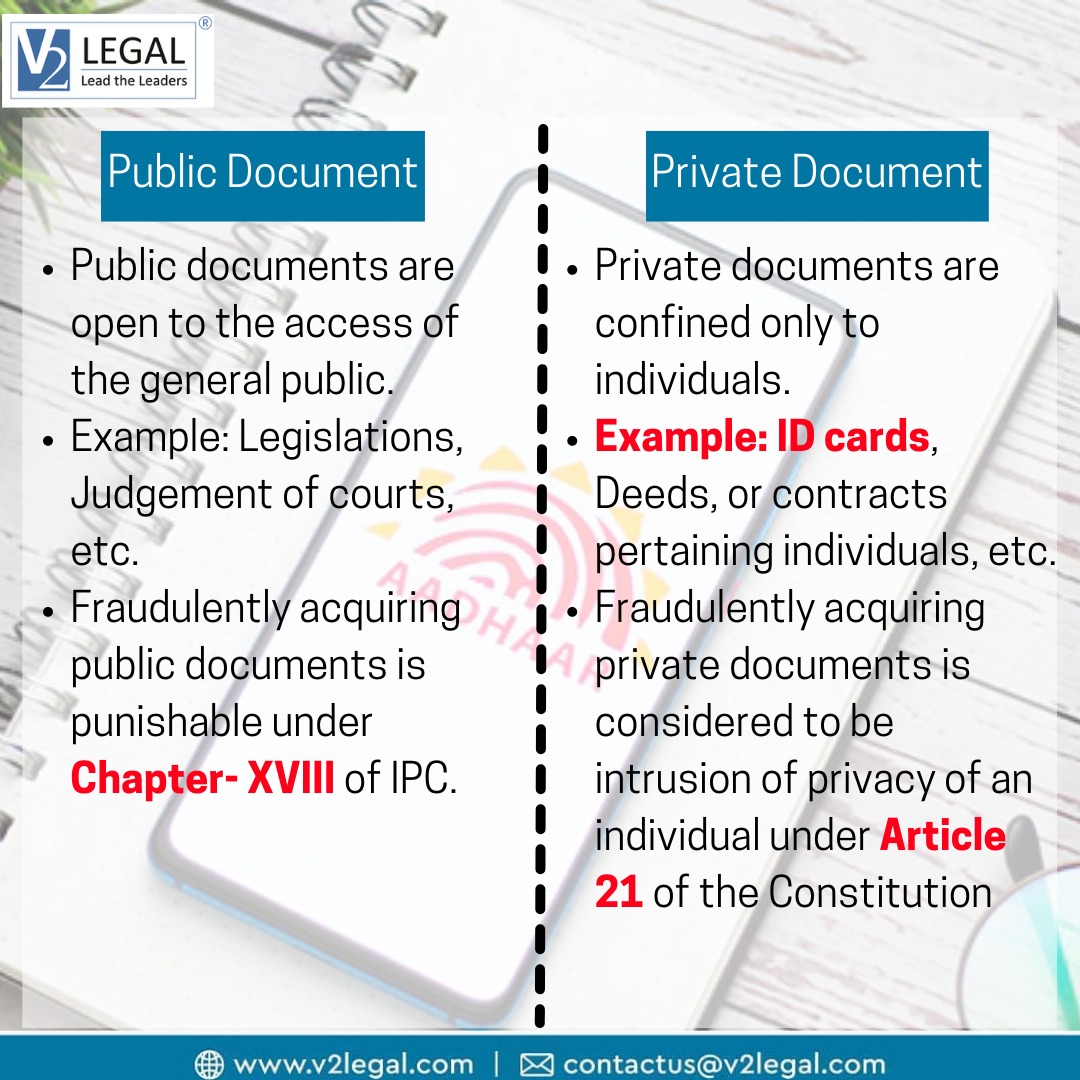 V2 LEGAL ®
Lead the Leaders
Public Document
• Public documents are
open to the access of
the general public.
• Example: Legislations,
Judgement of courts,
etc.
• Fraudulently acquiring
public documents is
punishable under
Chapter- XVIII of IPC.
Private Document
• Private documents are
confined only to
individuals.
• Example: ID cards,
Deeds, or contracts
pertaining individuals, etc.
• Fraudulently acquiring
private documents is
considered to be
intrusion of privacy of an
individual under Article
21 of the Constitution
AADHAAR
www.v2legal.com | contactus@v2legal.com